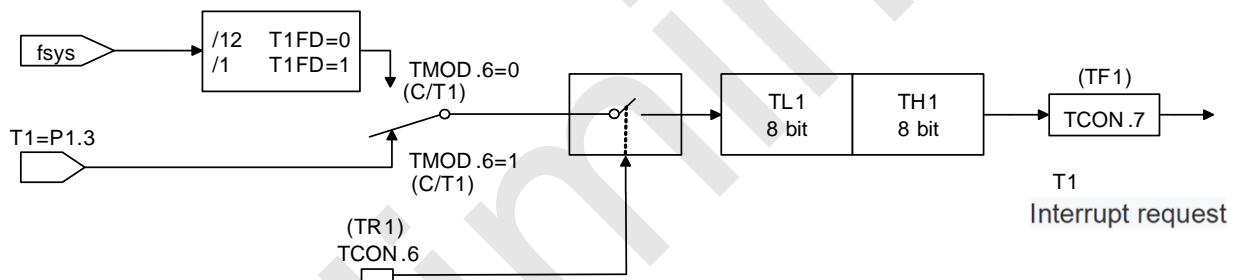 fsys
/12 T1FD=0
/1 T1FD=1
TMOD.6=0
(C/T1)
T1=P1.3
TMOD.6=1
(C/T1)
(TR1)
TCON.6
TL1
8 bit
TH1
8 bit
(TF1)
TCON.7
T1
Interrupt request